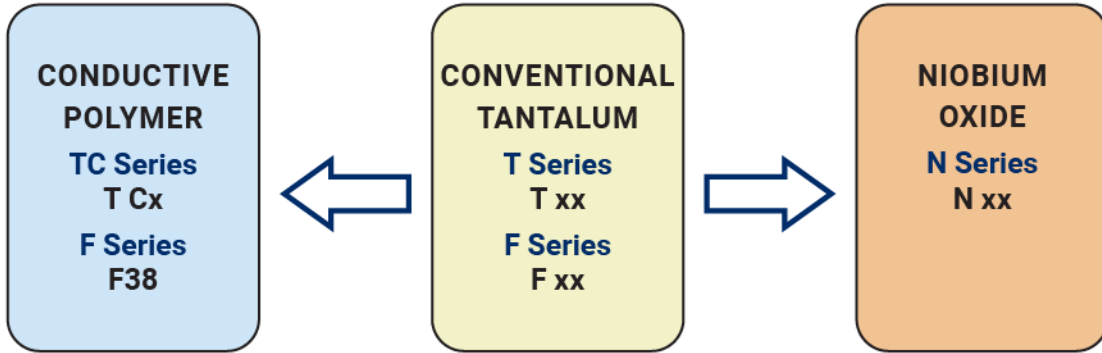 CONDUCTIVE
POLYMER
TC Series
T Cx
F Series
F38
CONVENTIONAL
TANTALUM
T Series
T xx
F Series
F xx
NIOBIUM
OXIDE
N Series
N xx